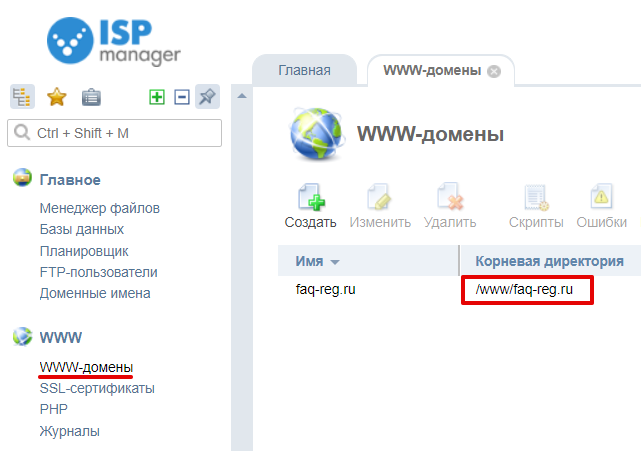 ISP
manager
Главная
WWW-домены
Ctrl + Shift + M
WWW-домены
Главное
Менеджер файлов
Базы данных
Планировщик
FTP-пользователи
Доменные имена
Создать Изменить Удалить Скрипты Ошибки
Имя Корневая директория
faq-reg.ru /www/faq-reg.ru
WWW
WWW-домены
SSL-сертификаты
PHP
Журналы